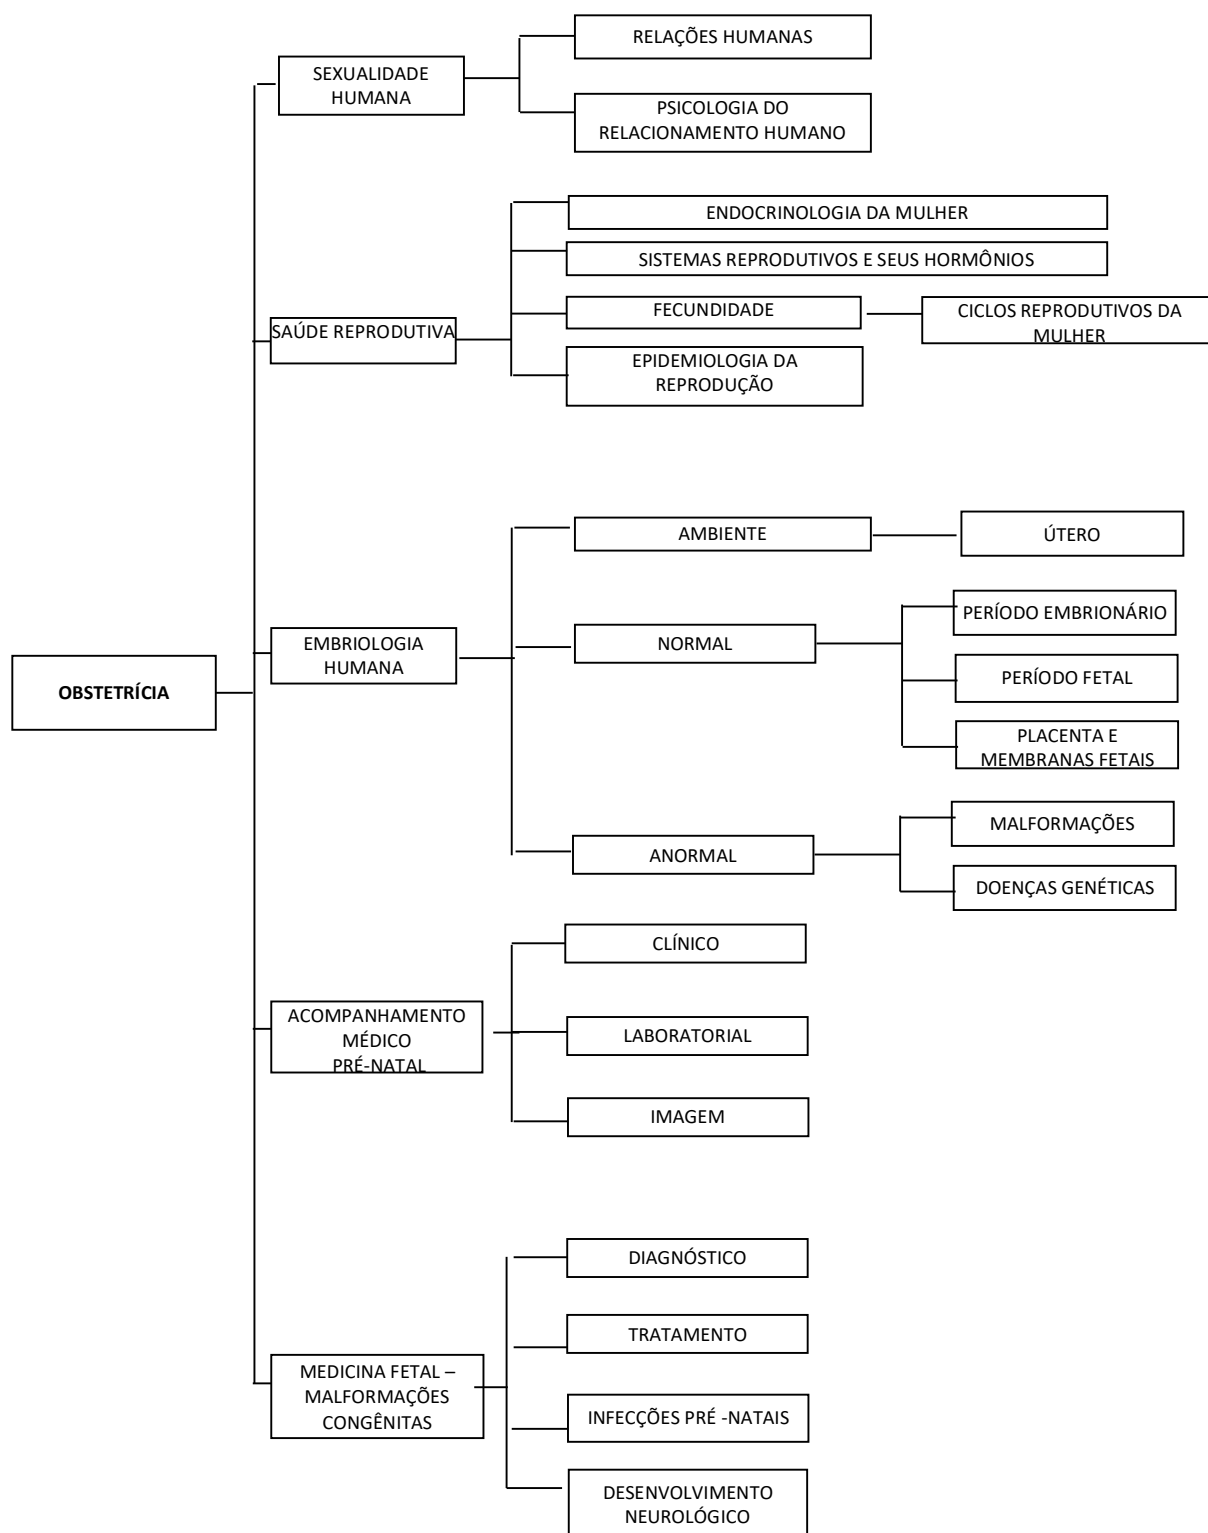 RELAÇÕES HUMANAS
SEXUALIDADE
HUMANA
PSICOLOGIA DO
RELACIONAMENTO HUMANO
ENDOCRINOLOGIA DA MULHER
SISTEMAS REPRODUTIVOS E SEUS HORMÔNIOS
FECUNDIDADE
CICLOS REPRODUTIVOS DA
MULHER
SAÚDE REPRODUTIVA
EPIDEMIOLOGIA DA
REPRODUÇÃO
AMBIENTE
ÚTERO
PERÍODO EMBRIONÁRIO
EMBRIOLOGIA
HUMANA
NORMAL
PERÍODO FETAL
OBSTETRÍCIA
PLACENTA E
MEMBRANAS FETAIS
MALFORMAÇÕES
ANORMAL
DOENÇAS GENÉTICAS
CLÍNICO
ACOMPANHAMENTO
MÉDICO
PRÉ-NATAL
LABORATORIAL
IMAGEM
DIAGNÓSTICO
TRATAMENTO
MEDICINA FETAL –
MALFORMAÇÕES
CONGÊNITAS
INFECÇÕES PRÉ -NATAIS
DESENVOLVIMENTO
NEUROLÓGICO